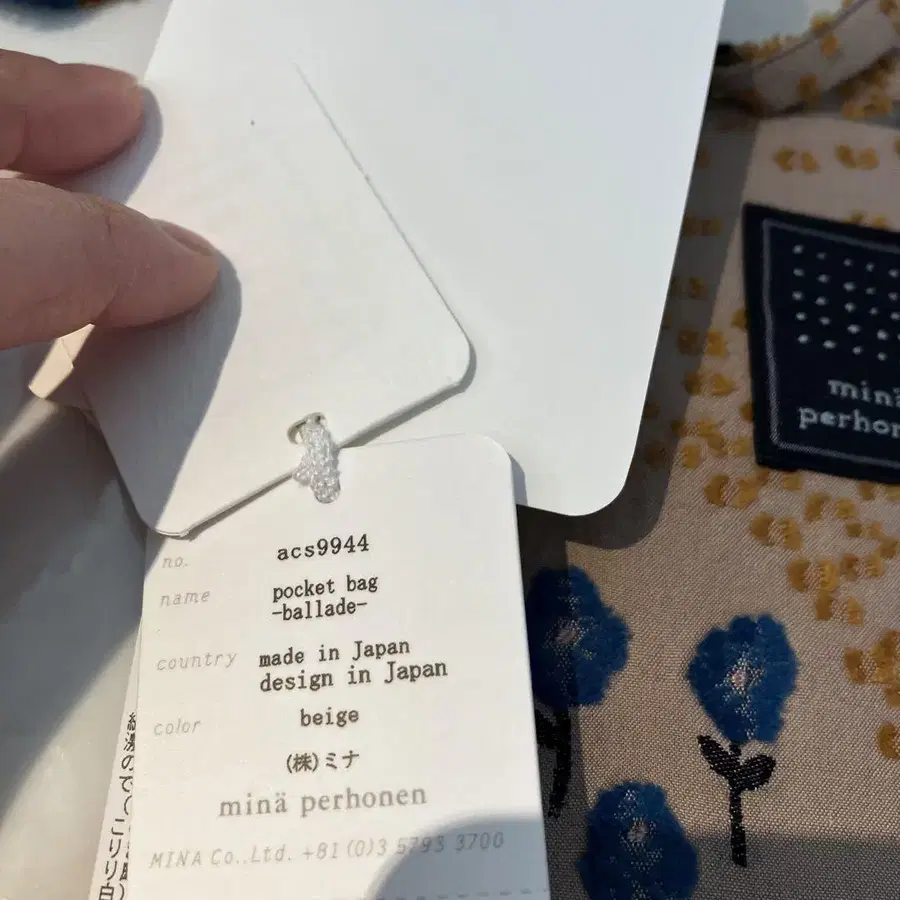 no. acs9944
name pocket bag
-ballade-
country made in Japan
design in Japan
color beige
(株)ミナ
minä perhonen
MINA Co.,Ltd. +81(0)3 5793 3700
minä
perhonen